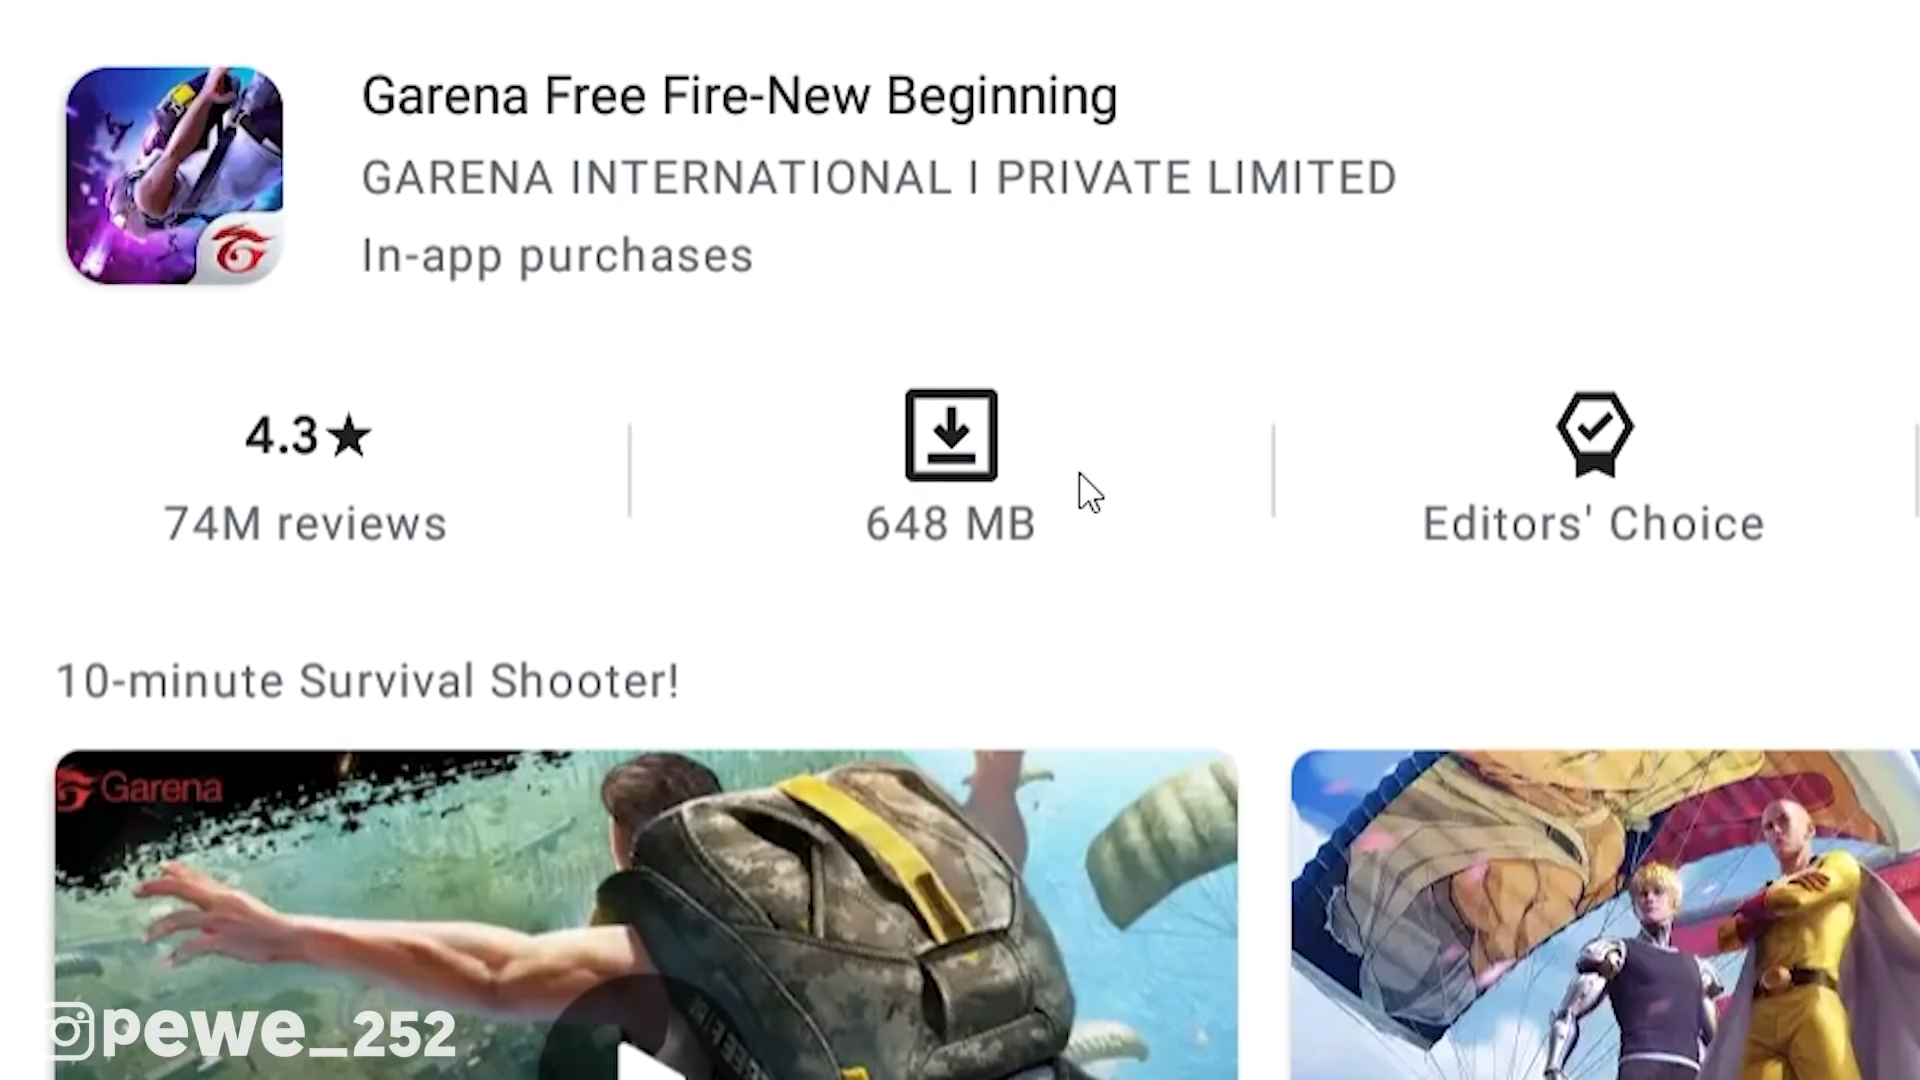 Garena Free Fire-New Beginning
GARENA INTERNATIONAL I PRIVATE LIMITED
In-app purchases
4.3★
74M reviews
648 MB
Editors' Choice
10-minute Survival Shooter!
Garena
pewe_252